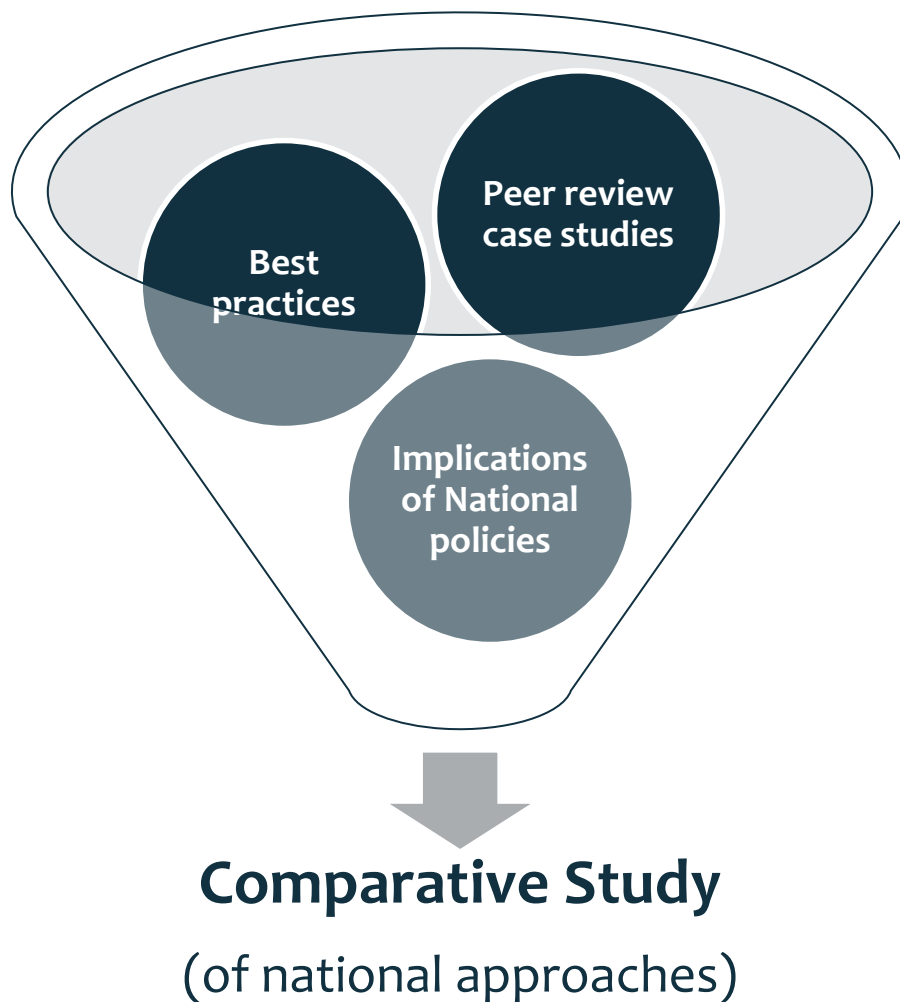 Peer review
case studies
Best
practices
Implications
of National
policies
Comparative Study
(of national approaches)